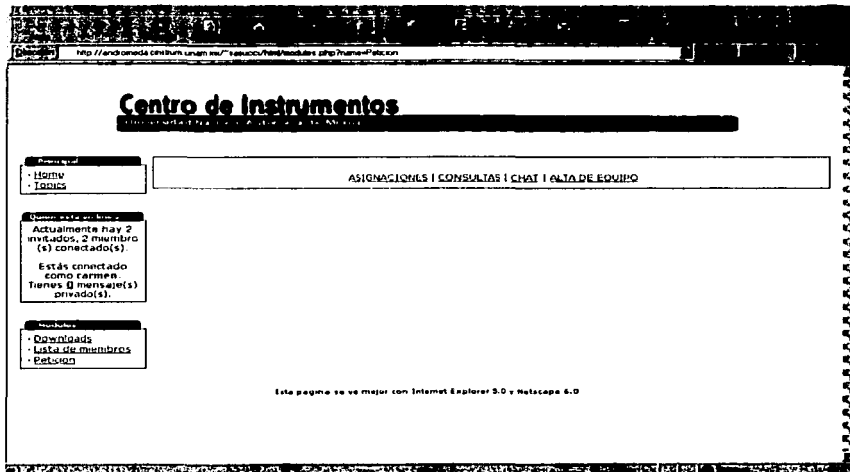 Centro de Instrumentos
Principal
· Home
· Topics
ASIGNACIONES | CONSULTAS | CHAT | ALTA DE EQUIPO
Actualmente hay 2
invitados, 2 miembro
(s) conectado(s).
Estás conectado
como carmen.
Tienes 0 mensaje(s)
privado(s).
Modulos
· Downloads
· Lista de miembros
· Peticion
Esta pagina se ve mejor con Internet Explorer 5.0 y Netscape 6.0